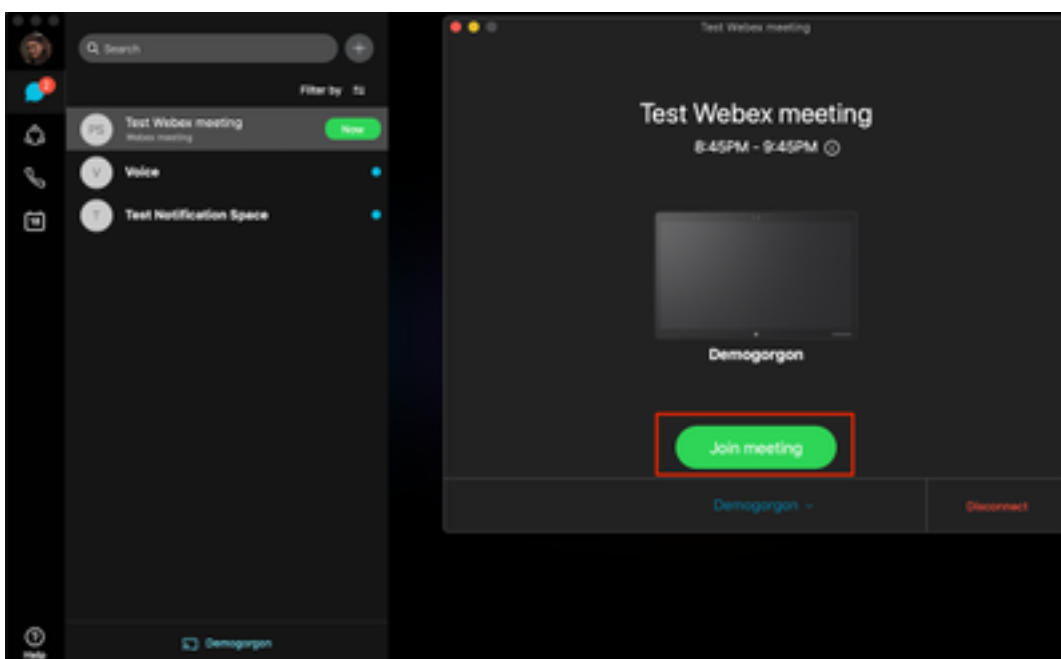 Search
Filter by
PS
Test Webex meeting
Webex meeting
Now
V
Voice
T
Test Notification Space
Help
Demogorgon
Test Webex meeting
Test Webex meeting
8:45PM - 9:45PM
Demogorgon
Join meeting
Demogorgon
Disconnect